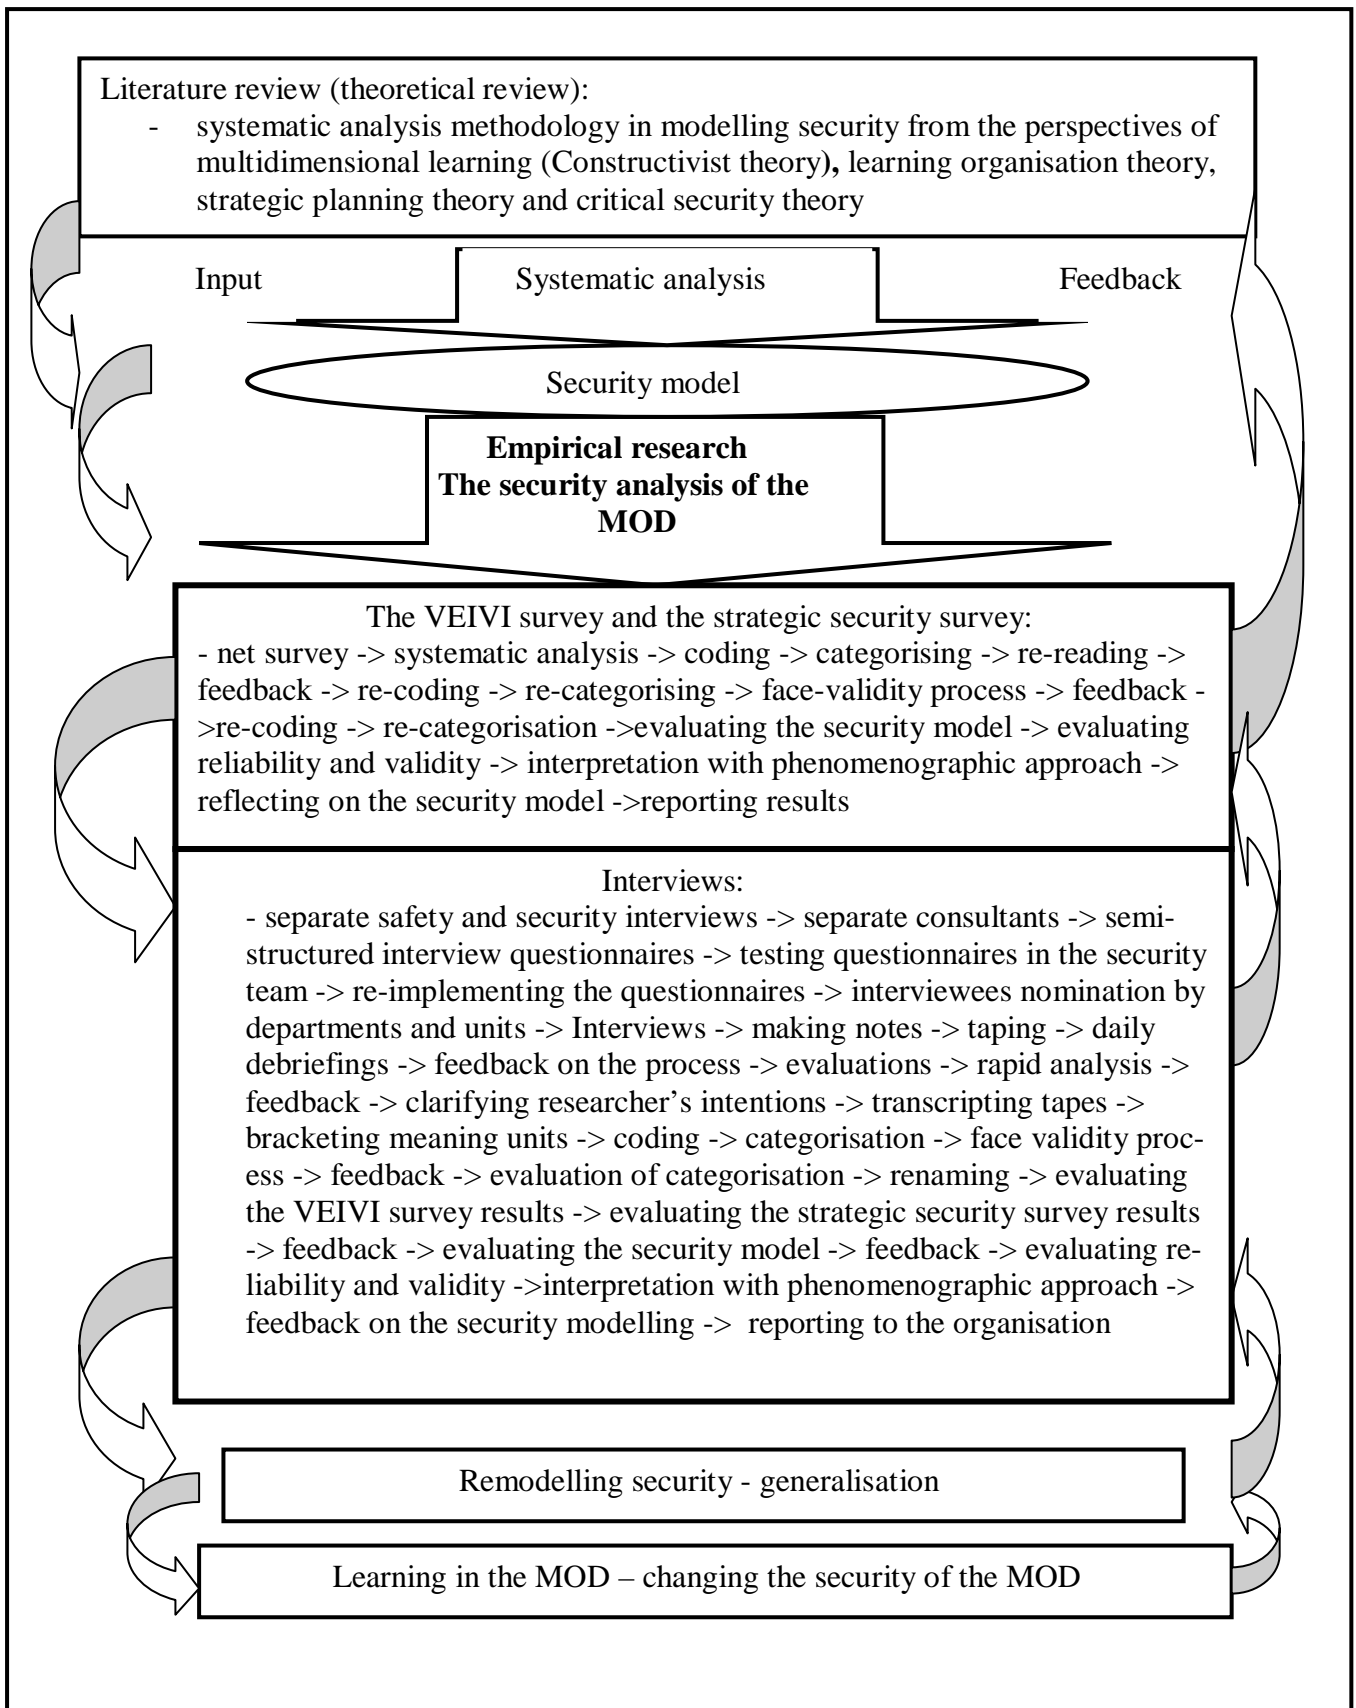 Literature review (theoretical review):
- systematic analysis methodology in modelling security from the perspectives of
multidimensional learning (Constructivist theory), learning organisation theory,
strategic planning theory and critical security theory
Input Systematic analysis Feedback
Security model
Empirical research
The security analysis of the
MOD
The VEIVI survey and the strategic security survey:
- net survey -> systematic analysis -> coding -> categorising -> re-reading ->
feedback -> re-coding -> re-categorising -> face-validity process -> feedback -
>re-coding -> re-categorisation ->evaluating the security model -> evaluating
reliability and validity -> interpretation with phenomenographic approach ->
reflecting on the security model ->reporting results
Interviews:
- separate safety and security interviews -> separate consultants -> semi-
structured interview questionnaires -> testing questionnaires in the security
team -> re-implementing the questionnaires -> interviewees nomination by
departments and units -> Interviews -> making notes -> taping -> daily
debriefings -> feedback on the process -> evaluations -> rapid analysis ->
feedback -> clarifying researcher’s intentions -> transcripting tapes ->
bracketing meaning units -> coding -> categorisation -> face validity proc-
ess -> feedback -> evaluation of categorisation -> renaming -> evaluating
the VEIVI survey results -> evaluating the strategic security survey results
-> feedback -> evaluating the security model -> feedback -> evaluating re-
liability and validity ->interpretation with phenomenographic approach ->
feedback on the security modelling -> reporting to the organisation
Remodelling security - generalisation
Learning in the MOD – changing the security of the MOD